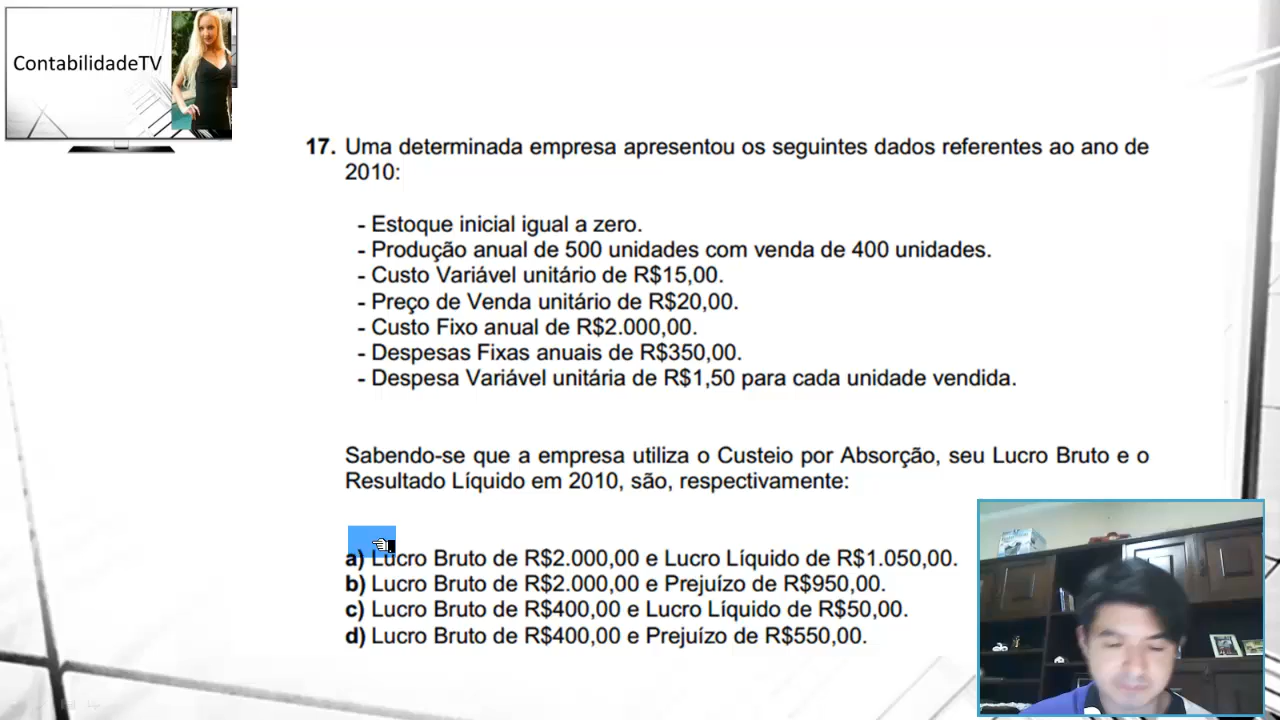 ContabilidadeTV
17. Uma determinada empresa apresentou os seguintes dados referentes ao ano de
2010:
- Estoque inicial igual a zero.
- Produção anual de 500 unidades com venda de 400 unidades.
- Custo Variável unitário de R$15,00.
- Preço de Venda unitário de R$20,00.
- Custo Fixo anual de R$2.000,00.
- Despesas Fixas anuais de R$350,00.
- Despesa Variável unitária de R$1,50 para cada unidade vendida.
Sabendo-se que a empresa utiliza o Custeio por Absorção, seu Lucro Bruto e o
Resultado Líquido em 2010, são, respectivamente:
a) Lucro Bruto de R$2.000,00 e Lucro Líquido de R$1.050,00.
b) Lucro Bruto de R$2.000,00 e Prejuízo de R$950,00.
c) Lucro Bruto de R$400,00 e Lucro Líquido de R$50,00.
d) Lucro Bruto de R$400,00 e Prejuízo de R$550,00.